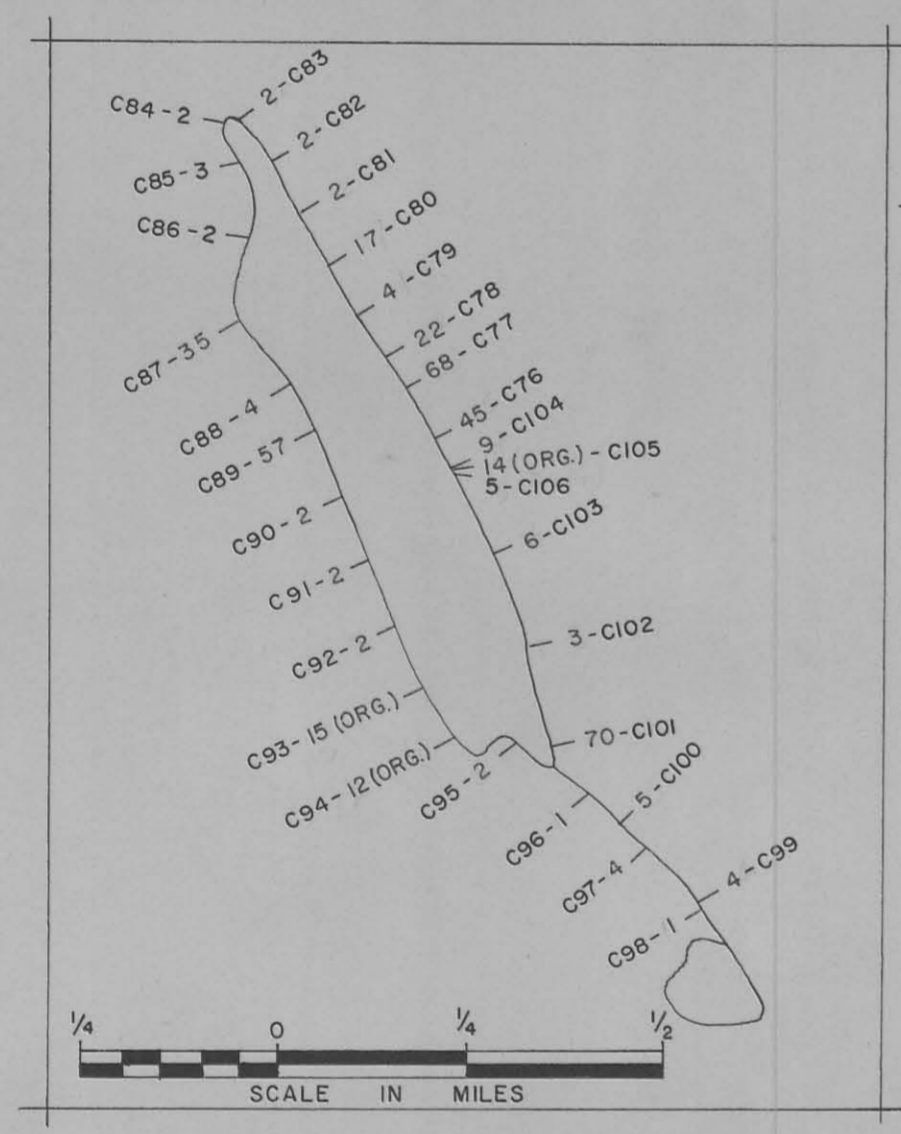 2-C83
C84-2
2-C82
C85-3
2-C81
C86-2
17-C80
4-C79
22-C78
C87-35
68-C77
45-C76
C88-4
9-C104
C89-57
14(ORG.)-C105
5-C106
C90-2
6-C103
C91-2
3-C102
C92-2
C93-15(ORG.)
70-C101
C94-12(ORG.)
C95-2
5-C100
C96-1
C97-4
4-C99
C98-1
1/4 0 1/4 1/2
SCALE IN MILES